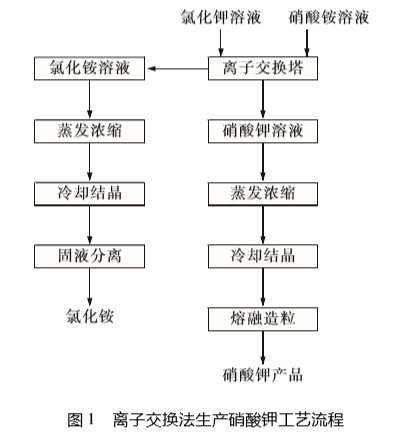 氯化钾溶液 硝酸铵溶液
氯化铵溶液 离子交换塔
蒸发浓缩 硝酸钾溶液
冷却结晶 蒸发浓缩
固液分离 冷却结晶
氯化铵 熔融造粒
硝酸钾产品
图1 离子交换法生产硝酸钾工艺流程